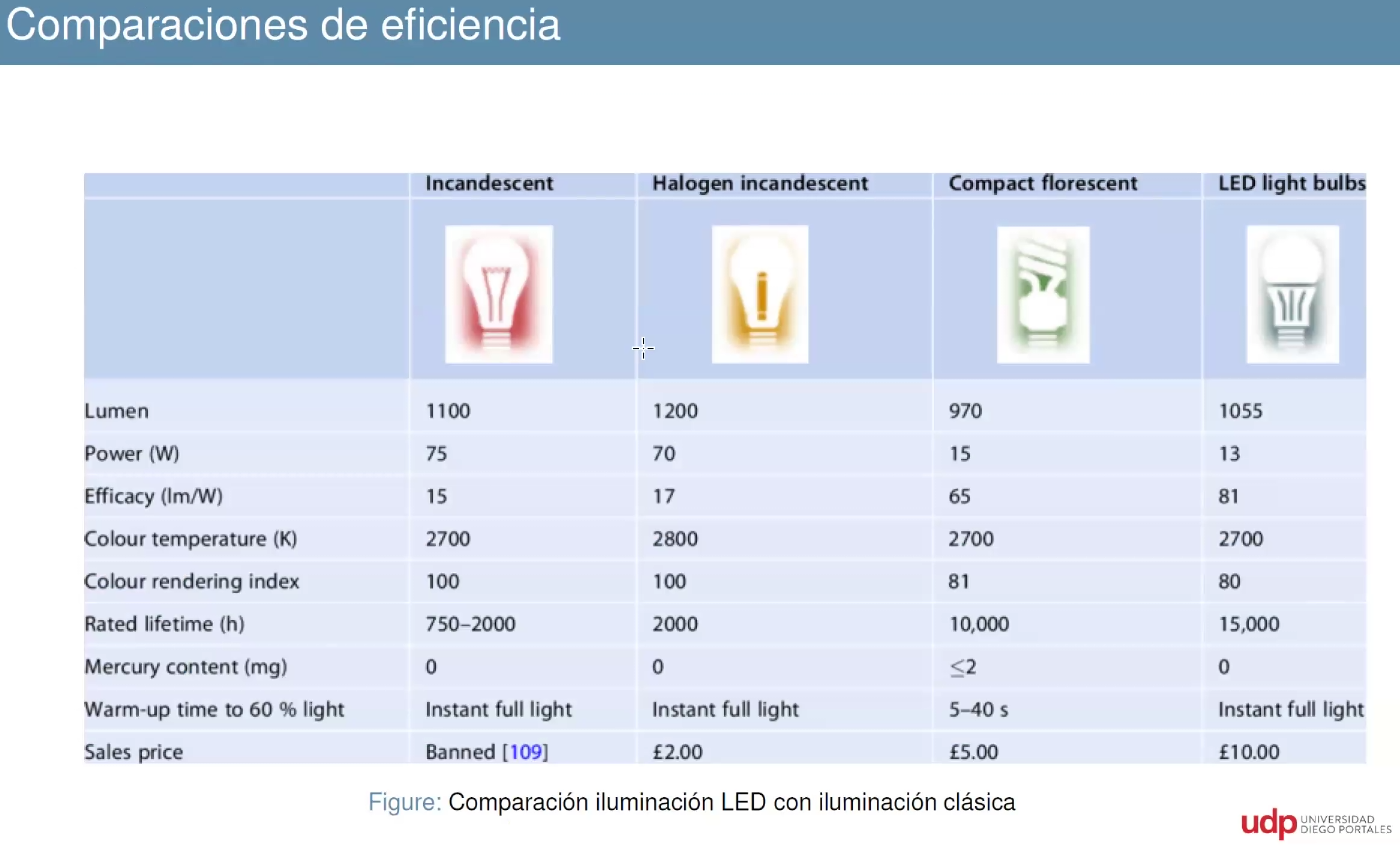 Comparaciones de eficiencia
Incandescent Halogen incandescent Compact florescent LED light bulbs
Lumen 1100 1200 970 1055
Power (W) 75 70 15 13
Efficacy (lm/W) 15 17 65 81
Colour temperature (K) 2700 2800 2700 2700
Colour rendering index 100 100 81 80
Rated lifetime (h) 750–2000 2000 10,000 15,000
Mercury content (mg) 0 0 ≤2 0
Warm-up time to 60 % light Instant full light Instant full light 5–40 s Instant full light
Sales price Banned [109] £2.00 £5.00 £10.00
Figure: Comparación iluminación LED con iluminación clásica
udp UNIVERSIDAD
DIEGO PORTALES